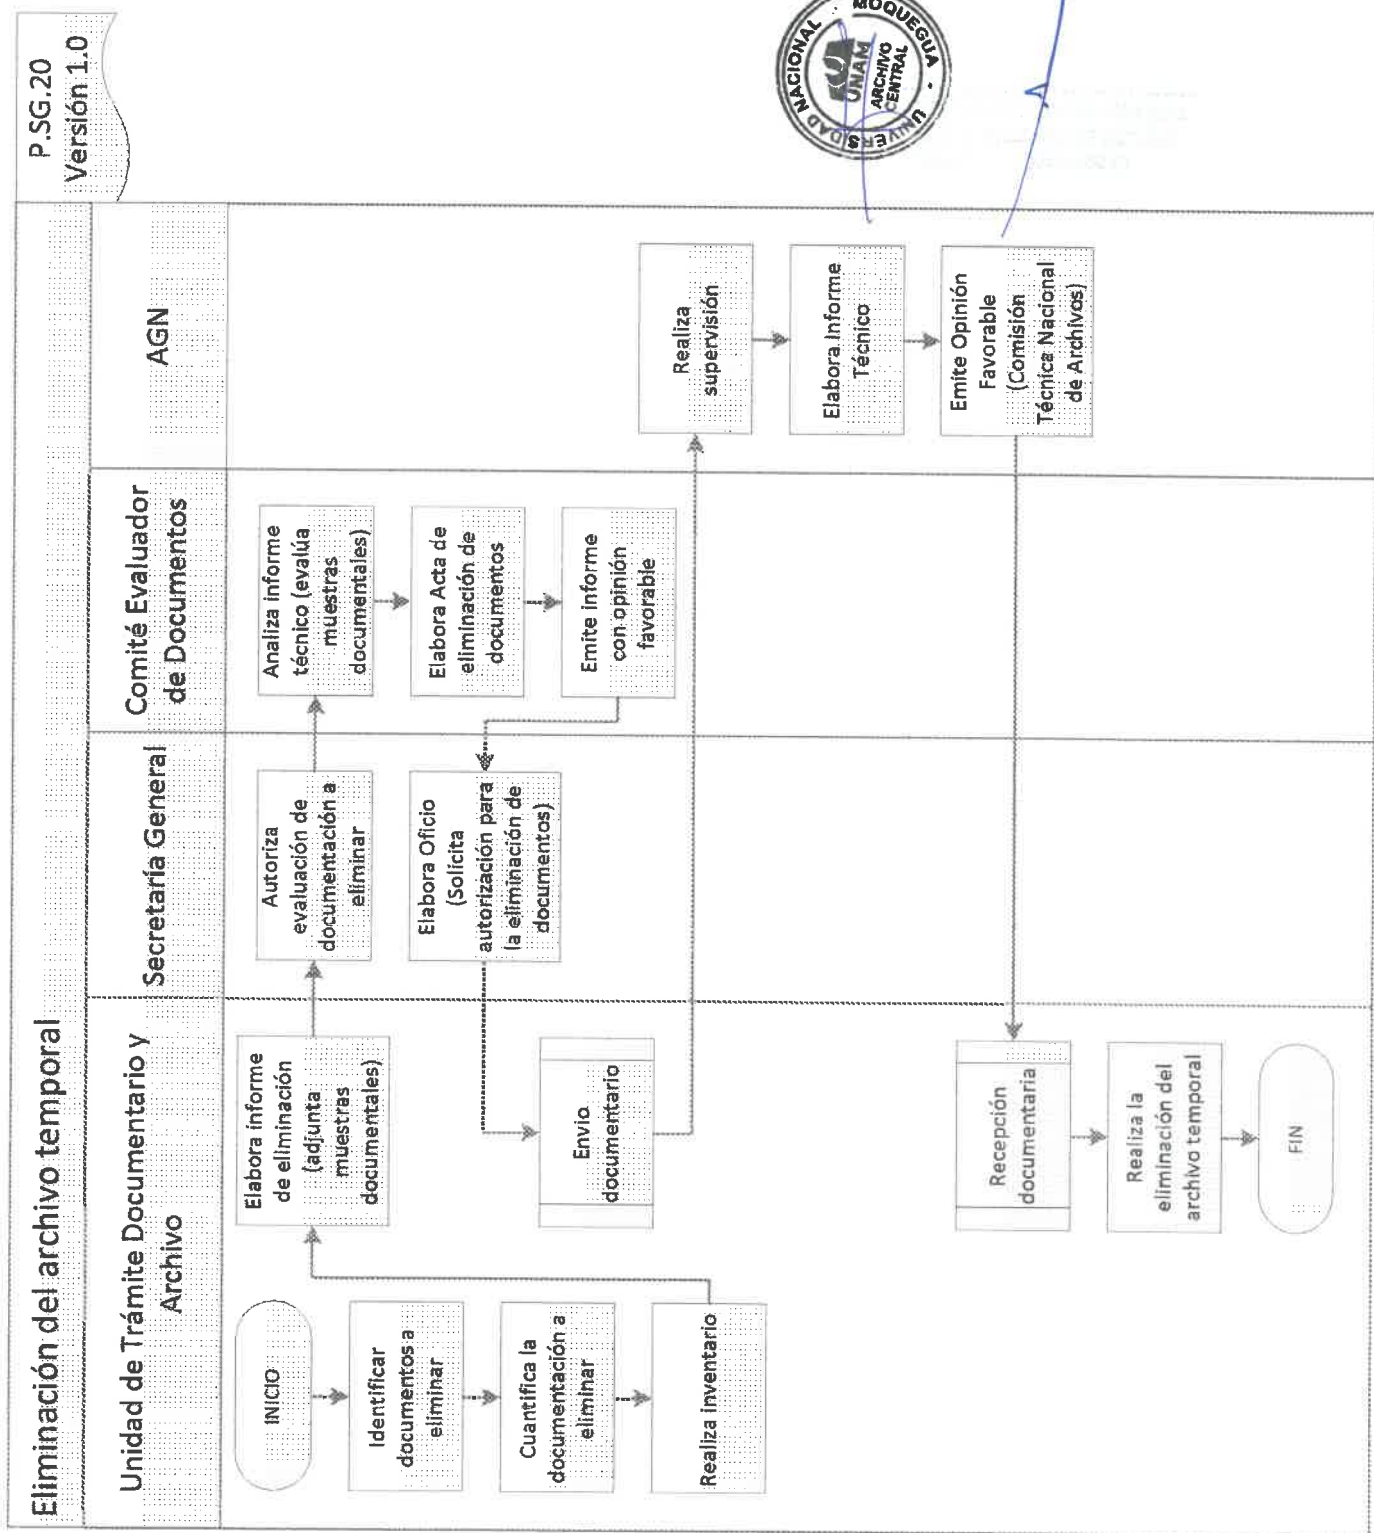 P.SG.20
Versión 1.0
Eliminación del archivo temporal
Unidad de Trámite Documentario y
Archivo
Secretaría General
Comité Evaluador
de Documentos
AGN
INICIO
Identificar
documentos a
eliminar
Cuantifica la
documentación a
eliminar
Realiza inventario
Elabora informe
de eliminación
(adjunta
muestras
documentales)
Autoriza
evaluación de
documentación a
eliminar
Analiza informe
técnico (evalúa
muestras
documentales)
Elabora Acta de
eliminación de
documentos
Emite informe
con opinión
favorable
Elabora Oficio
(Solicita
autorización para
la eliminación de
documentos)
Envio
documentario
Realiza
supervisión
Elabora Informe
Técnico
Emite Opinión
Favorable
(Comisión
Técnica Nacional
de Archivos)
Recepción
documentaria
Realiza la
eliminación del
archivo temporal
FIN
UNIVERSIDAD NACIONAL · MOQUEGUA ·
UNAM
ARCHIVO
CENTRAL